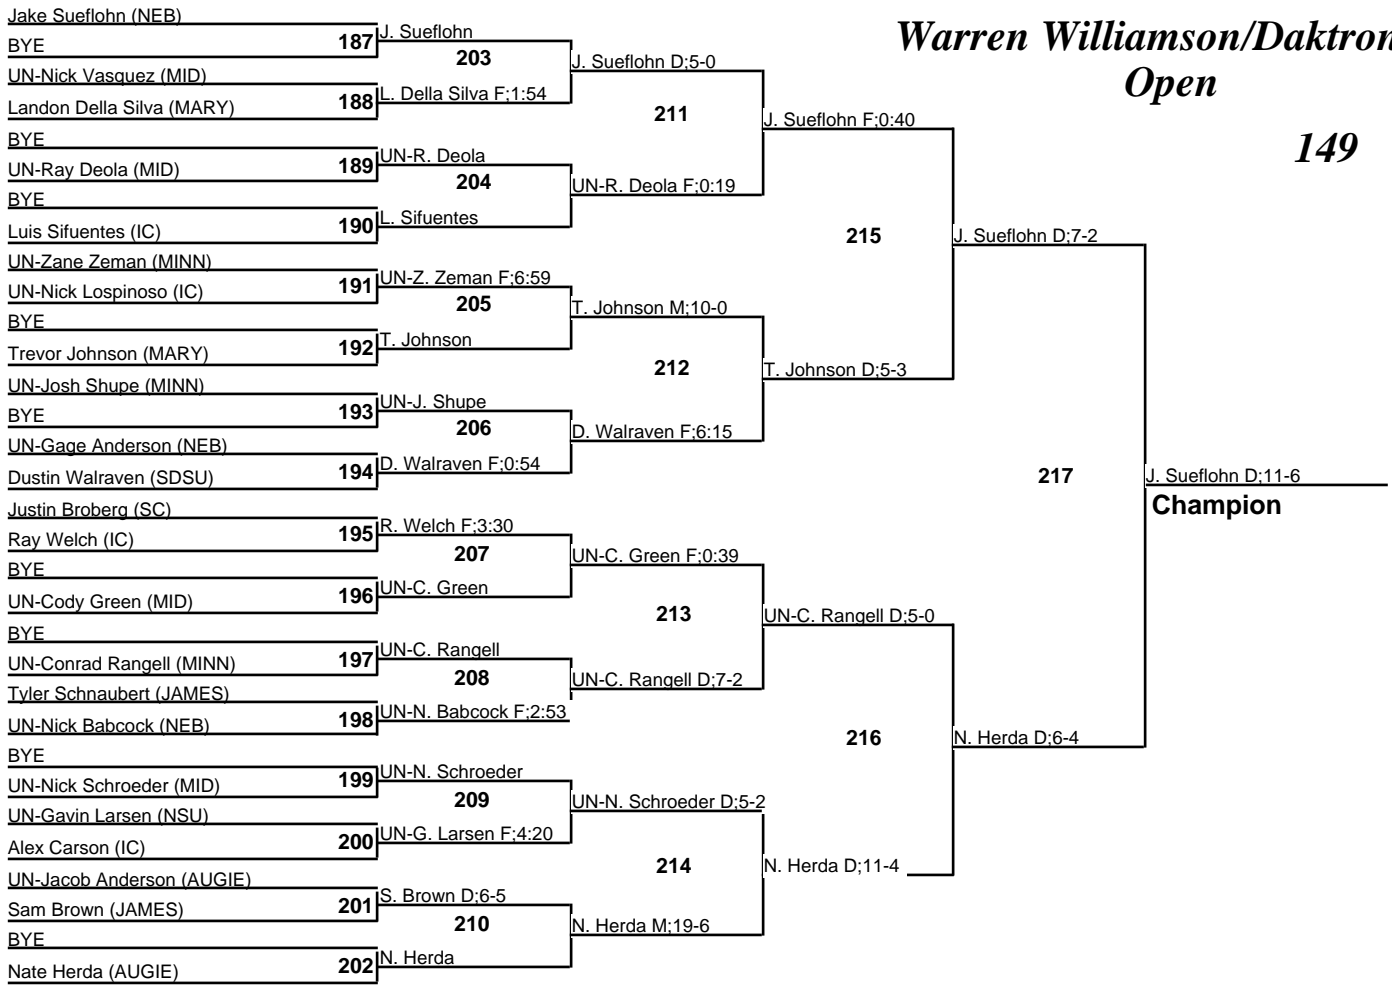 Warren Williamson/Daktron
Open
149
Jake Sueflohn (NEB)
BYE
UN-Nick Vasquez (MID)
Landon Della Silva (MARY)
BYE
UN-Ray Deola (MID)
BYE
Luis Sifuentes (IC)
UN-Zane Zeman (MINN)
UN-Nick Lospinoso (IC)
BYE
Trevor Johnson (MARY)
UN-Josh Shupe (MINN)
BYE
UN-Gage Anderson (NEB)
Dustin Walraven (SDSU)
Justin Broberg (SC)
Ray Welch (IC)
BYE
UN-Cody Green (MID)
BYE
UN-Conrad Rangell (MINN)
Tyler Schnaubert (JAMES)
UN-Nick Babcock (NEB)
BYE
UN-Nick Schroeder (MID)
UN-Gavin Larsen (NSU)
Alex Carson (IC)
UN-Jacob Anderson (AUGIE)
Sam Brown (JAMES)
BYE
Nate Herda (AUGIE)
187
188
189
190
191
192
193
194
195
196
197
198
199
200
201
202
J. Sueflohn
203
L. Della Silva F;1:54
UN-R. Deola
204
L. Sifuentes
UN-Z. Zeman F;6:59
205
T. Johnson
UN-J. Shupe
206
D. Walraven F;0:54
R. Welch F;3:30
207
UN-C. Green
UN-C. Rangell
208
UN-N. Babcock F;2:53
UN-N. Schroeder
209
UN-G. Larsen F;4:20
S. Brown D;6-5
210
N. Herda
J. Sueflohn D;5-0
211
UN-R. Deola F;0:19
T. Johnson M;10-0
212
D. Walraven F;6:15
UN-C. Green F;0:39
213
UN-C. Rangell D;7-2
UN-N. Schroeder D;5-2
214
N. Herda M;19-6
J. Sueflohn F;0:40
215
T. Johnson D;5-3
UN-C. Rangell D;5-0
216
N. Herda D;11-4
J. Sueflohn D;7-2
217
N. Herda D;6-4
J. Sueflohn D;11-6
Champion